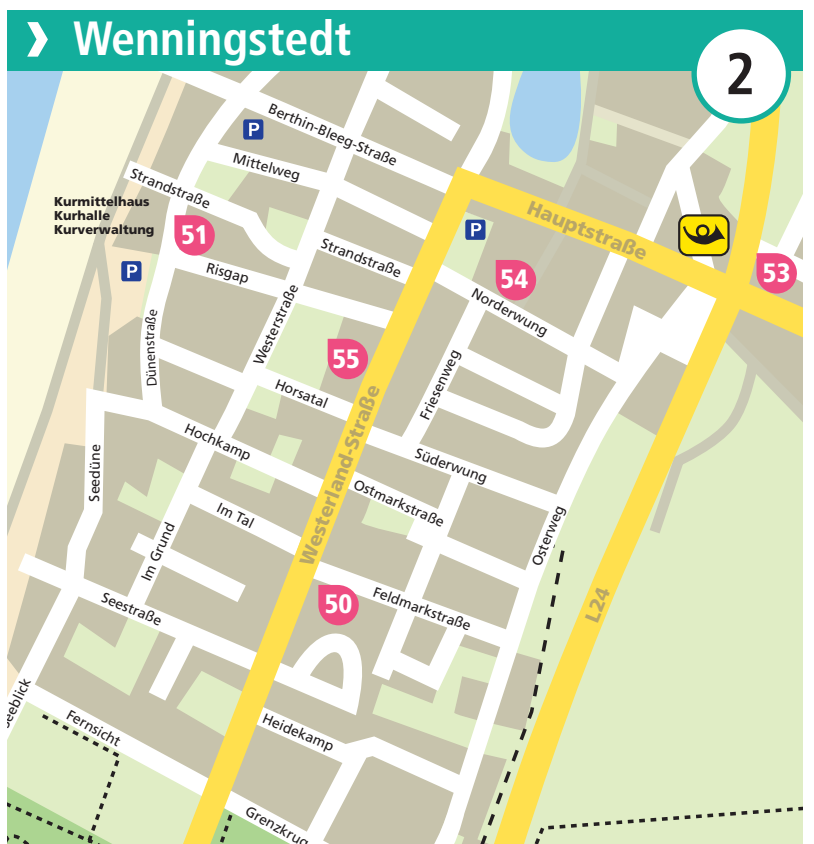 ❯ Wenningstedt
2
Berthin-Bleeg-Straße
P
Mittelweg
Strandstraße
Kurmittelhaus
Kurhalle
Kurverwaltung
51
P
Hauptstraße
P
53
Strandstraße
Risgap
54
Norderwung
Westerstraße
Dünenstraße
55
Friesenweg
Horsatal
Westerland-Straße
Hochkamp
Süderwung
Seedüne
Ostmarkstraße
Im Tal
Osterweg
Im Grund
L24
50
Feldmarkstraße
Seestraße
Fernsicht
Heidekamp
Grenzkrug